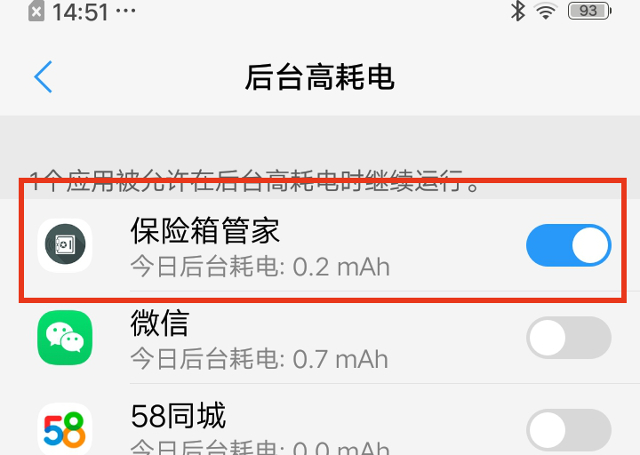 14:51 ···
93
后台高耗电
1个应用被允许在后台高耗电时继续运行。
保险箱管家
今日后台耗电: 0.2 mAh
微信
今日后台耗电: 0.7 mAh
58
58同城
今日后台耗电: 0.0 mAh